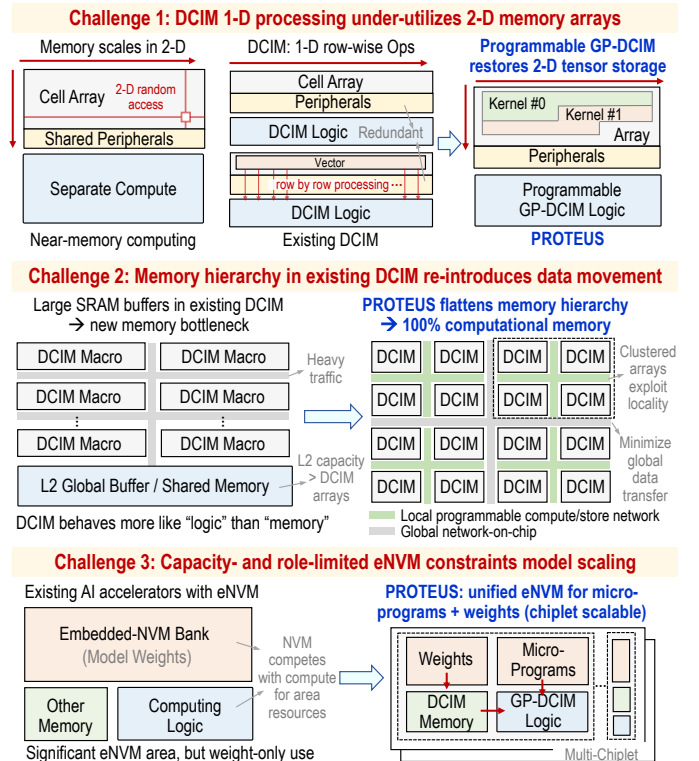 Challenge 1: DCIM 1-D processing under-utilizes 2-D memory arrays
Memory scales in 2-D
Cell Array
2-D random
access
Shared Peripherals
Separate Compute
Near-memory computing
DCIM: 1-D row-wise Ops
Cell Array
Peripherals
DCIM Logic
Redundant
Vector
row by row processing ···
DCIM Logic
Existing DCIM
Programmable GP-DCIM
restores 2-D tensor storage
Kernel #0
Kernel #1
Array
Peripherals
Programmable
GP-DCIM Logic
PROTEUS
Challenge 2: Memory hierarchy in existing DCIM re-introduces data movement
Large SRAM buffers in existing DCIM
→ new memory bottleneck
DCIM Macro
DCIM Macro
DCIM Macro
DCIM Macro
DCIM Macro
DCIM Macro
Heavy
traffic
L2 Global Buffer / Shared Memory
L2 capacity
> DCIM
arrays
DCIM behaves more like “logic” than “memory”
PROTEUS flattens memory hierarchy
→ 100% computational memory
DCIM DCIM DCIM DCIM
DCIM DCIM DCIM DCIM
DCIM DCIM DCIM DCIM
DCIM DCIM DCIM DCIM
Clustered
arrays
exploit
locality
Minimize
global
data
transfer
Local programmable compute/store network
Global network-on-chip
Challenge 3: Capacity- and role-limited eNVM constraints model scaling
Existing AI accelerators with eNVM
Embedded-NVM Bank
(Model Weights)
Other
Memory
Computing
Logic
NVM
competes
with compute
for area
resources
Significant eNVM area, but weight-only use
PROTEUS: unified eNVM for micro-
programs + weights (chiplet scalable)
Weights
Micro-
Programs
DCIM
Memory
GP-DCIM
Logic
Multi-Chiplet